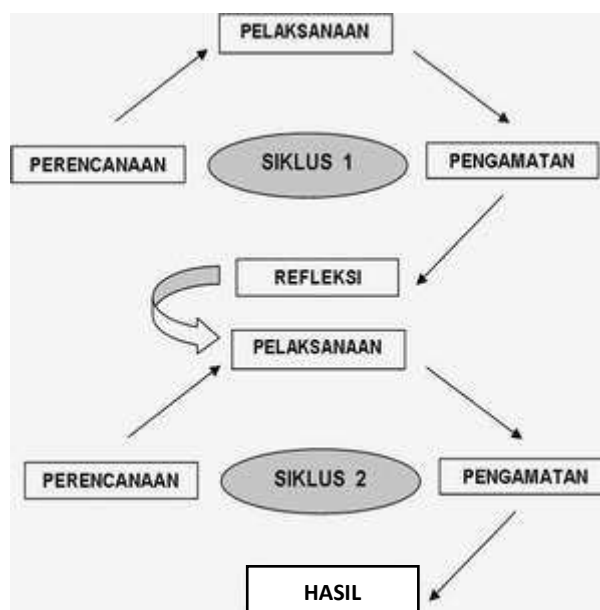 PELAKSANAAN
PERENCANAAN
SIKLUS 1
PENGAMATAN
REFLEKSI
PELAKSANAAN
PERENCANAAN
SIKLUS 2
PENGAMATAN
HASIL